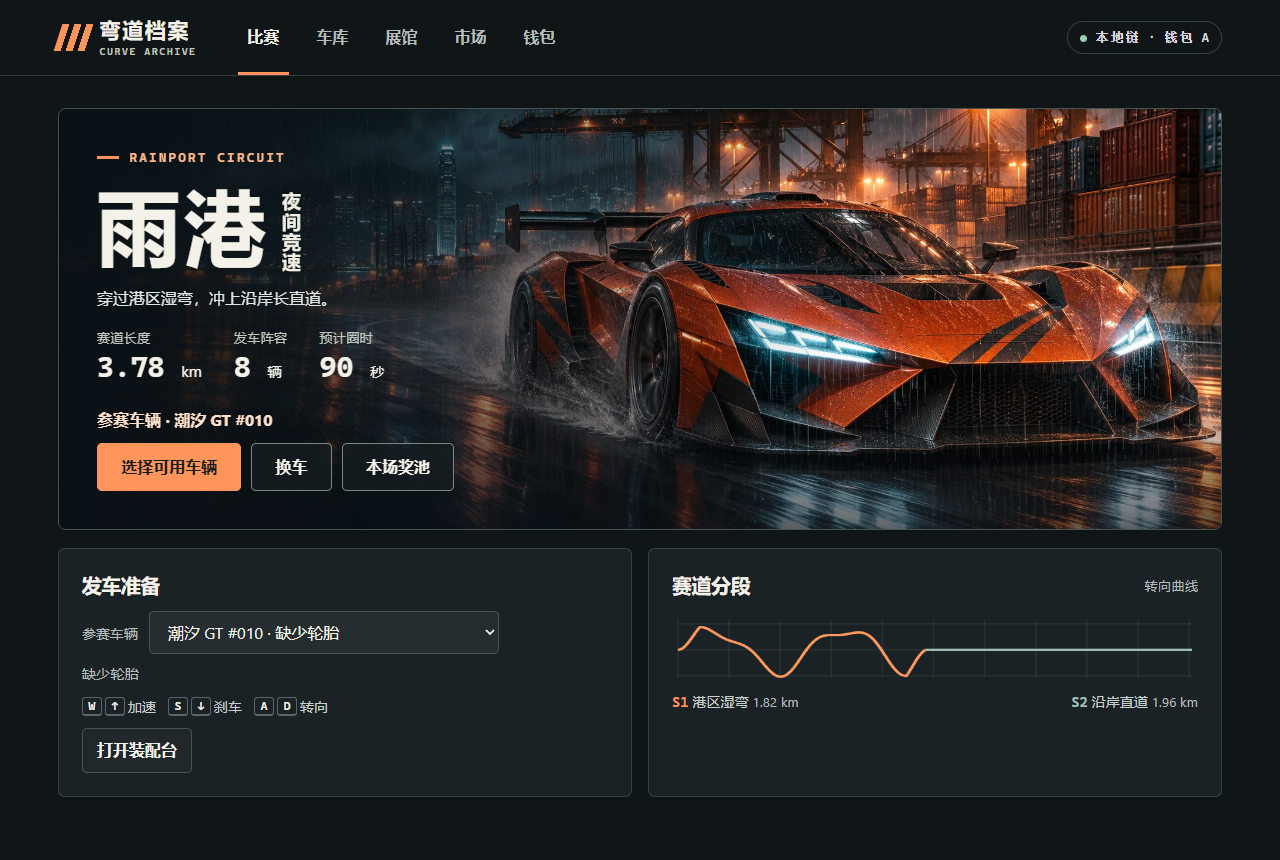 弯道档案
CURVE ARCHIVE
比赛
车库
展馆
市场
钱包
本地链 · 钱包 A
RAINPORT CIRCUIT
雨港
夜间竞速
穿过港区湿弯，冲上沿岸长直道。
赛道长度
3.78 km
发车阵容
8 辆
预计圈时
90 秒
参赛车辆 · 潮汐 GT #010
选择可用车辆
换车
本场奖池
发车准备
参赛车辆
潮汐 GT #010 · 缺少轮胎
缺少轮胎
W ↑ 加速 S ↓ 刹车 A D 转向
打开装配台
赛道分段
转向曲线
S1 港区湿弯 1.82 km
S2 沿岸直道 1.96 km